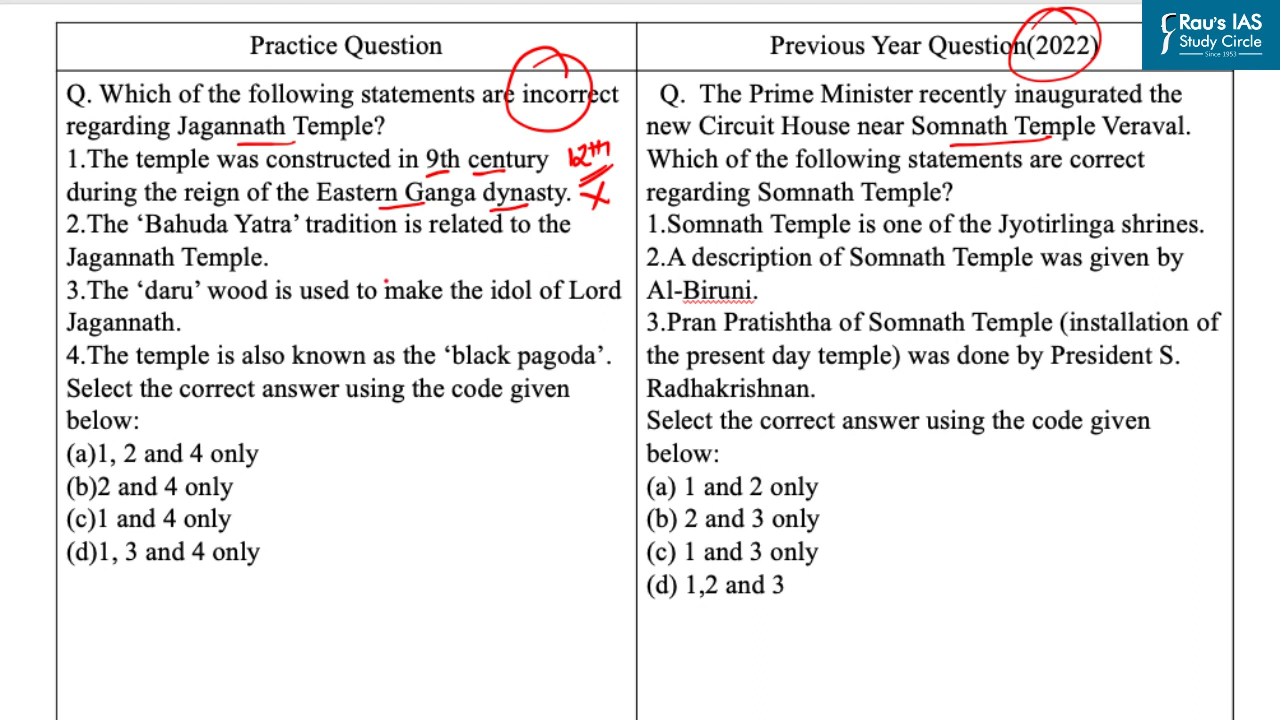 Rau's IAS
Study Circle
Since 1953
Practice Question
Q. Which of the following statements are incorrect
regarding Jagannath Temple?
1.The temple was constructed in 9th century
12th
during the reign of the Eastern Ganga dynasty.
X
2.The ‘Bahuda Yatra’ tradition is related to the
Jagannath Temple.
3.The ‘daru’ wood is used to make the idol of Lord
Jagannath.
4.The temple is also known as the ‘black pagoda’.
Select the correct answer using the code given
below:
(a)1, 2 and 4 only
(b)2 and 4 only
(c)1 and 4 only
(d)1, 3 and 4 only
Previous Year Question(2022)
Q. The Prime Minister recently inaugurated the
new Circuit House near Somnath Temple Veraval.
Which of the following statements are correct
regarding Somnath Temple?
1.Somnath Temple is one of the Jyotirlinga shrines.
2.A description of Somnath Temple was given by
Al-Biruni.
3.Pran Pratishtha of Somnath Temple (installation of
the present day temple) was done by President S.
Radhakrishnan.
Select the correct answer using the code given
below:
(a) 1 and 2 only
(b) 2 and 3 only
(c) 1 and 3 only
(d) 1,2 and 3